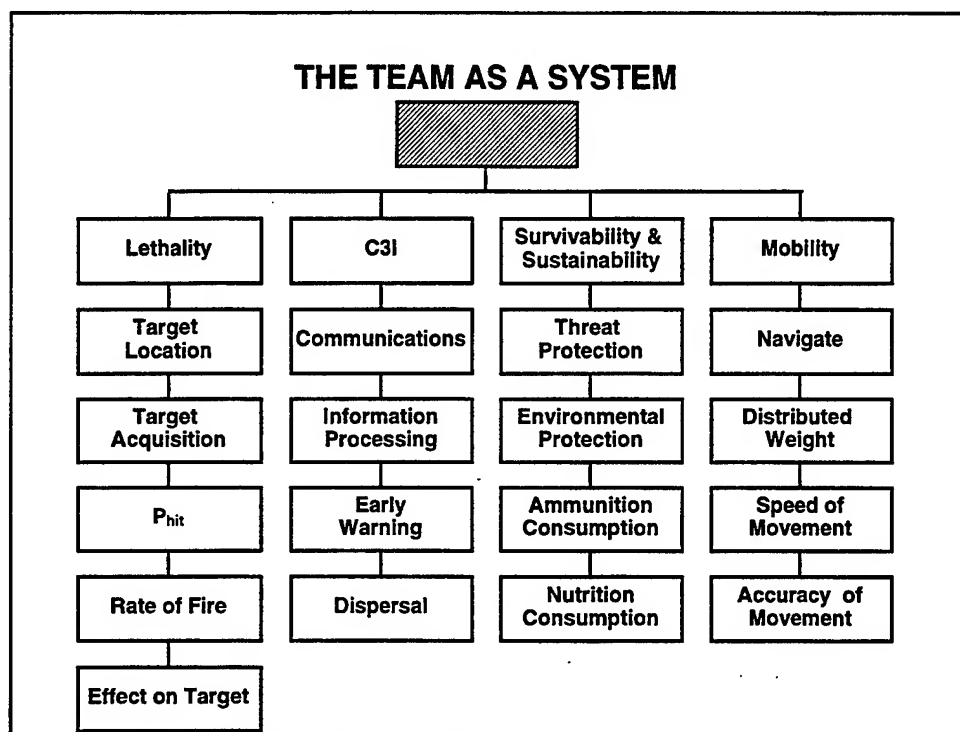 THE TEAM AS A SYSTEM
Lethality
Target
Location
Target
Acquisition
Phit
Rate of Fire
Effect on Target
C3I
Communications
Information
Processing
Early
Warning
Dispersal
Survivability &
Sustainability
Threat
Protection
Environmental
Protection
Ammunition
Consumption
Nutrition
Consumption
Mobility
Navigate
Distributed
Weight
Speed of
Movement
Accuracy of
Movement